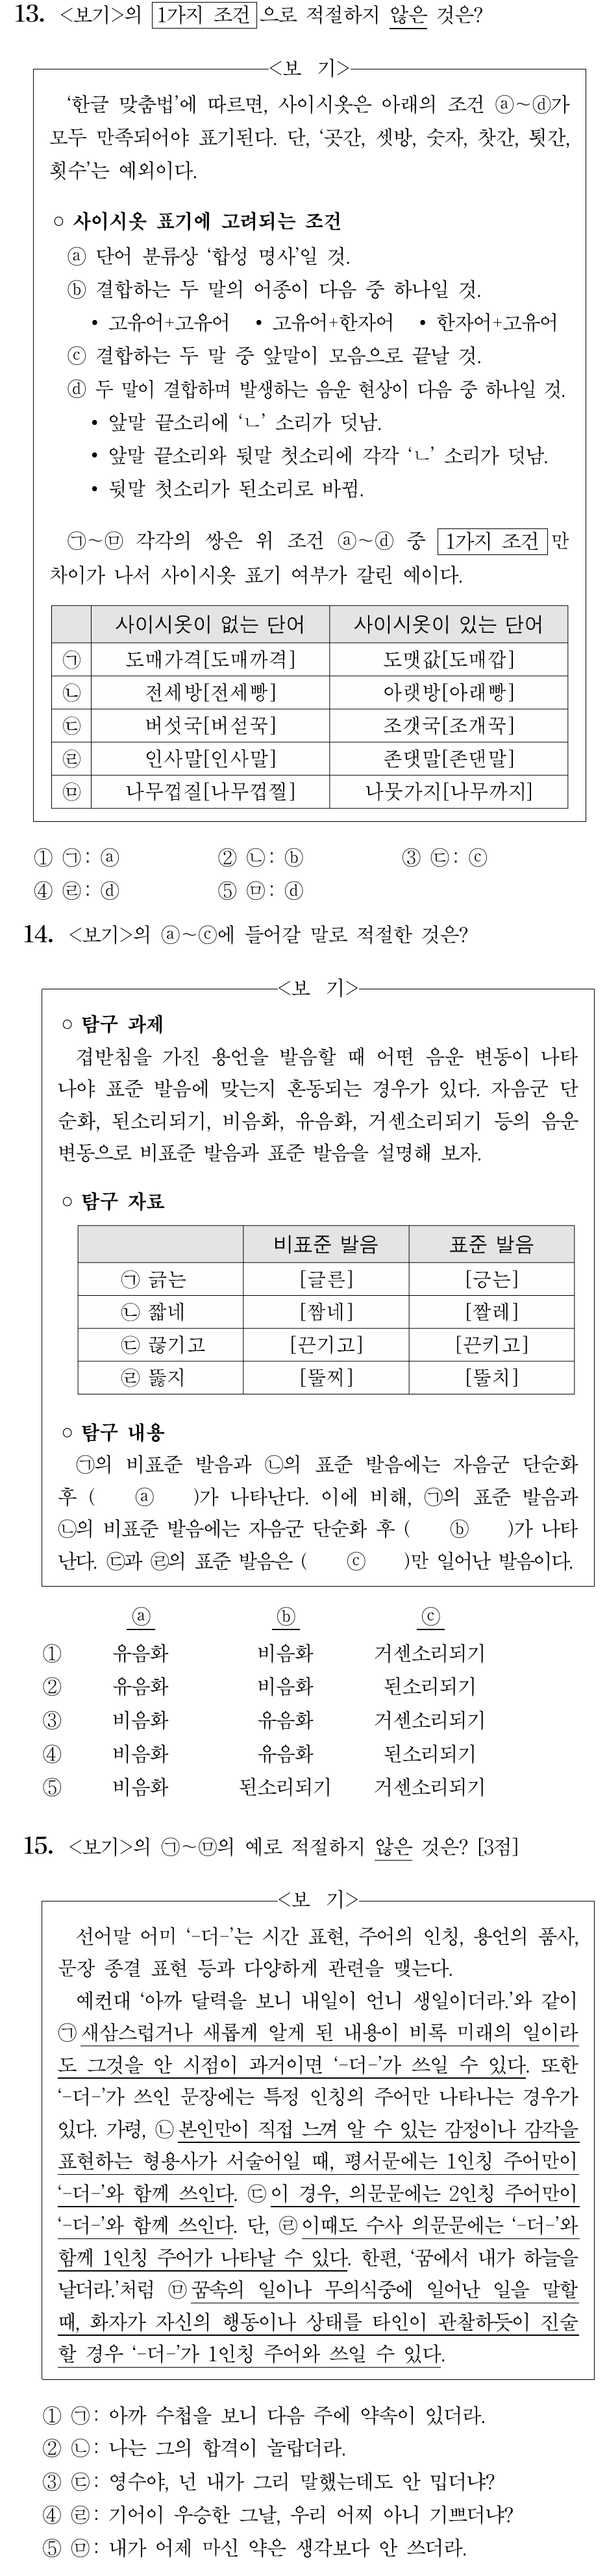 13. <보기>의 1가지 조건으로 적절하지 않은 것은?
<보 기>
'한글 맞춤법'에 따르면, 사이시옷은 아래의 조건 ⓐ~ⓓ가
모두 만족되어야 표기된다. 단, '곳간, 셋방, 숫자, 찻간, 툇간,
횟수'는 예외이다.
○ 사이시옷 표기에 고려되는 조건
ⓐ 단어 분류상 '합성 명사'일 것.
ⓑ 결합하는 두 말의 어종이 다음 중 하나일 것.
• 고유어+고유어 • 고유어+한자어 • 한자어+고유어
ⓒ 결합하는 두 말 중 앞말이 모음으로 끝날 것.
ⓓ 두 말이 결합하며 발생하는 음운 현상이 다음 중 하나일 것.
• 앞말 끝소리에 'ㄴ' 소리가 덧남.
• 앞말 끝소리와 뒷말 첫소리에 각각 'ㄴ' 소리가 덧남.
• 뒷말 첫소리가 된소리로 바뀜.
㉠~㉤ 각각의 쌍은 위 조건 ⓐ~ⓓ 중 1가지 조건만
차이가 나서 사이시옷 표기 여부가 갈린 예이다.
사이시옷이 없는 단어 사이시옷이 있는 단어
㉠ 도매가격[도매까격] 도맷값[도매깝]
㉡ 전세방[전세빵] 아랫방[아래빵]
㉢ 버섯국[버섣꾹] 조갯국[조개꾹]
㉣ 인사말[인사말] 존댓말[존댄말]
㉤ 나무껍질[나무껍찔] 나뭇가지[나무까지]
① ㉠: ⓐ ② ㉡: ⓑ ③ ㉢: ⓒ
④ ㉣: ⓓ ⑤ ㉤: ⓓ
14. <보기>의 ⓐ~ⓒ에 들어갈 말로 적절한 것은?
<보 기>
○ 탐구 과제
겹받침을 가진 용언을 발음할 때 어떤 음운 변동이 나타
나야 표준 발음에 맞는지 혼동되는 경우가 있다. 자음군 단
순화, 된소리되기, 비음화, 유음화, 거센소리되기 등의 음운
변동으로 비표준 발음과 표준 발음을 설명해 보자.
○ 탐구 자료
비표준 발음 표준 발음
㉠ 긁는 [글른] [긍는]
㉡ 짧네 [짬네] [짤레]
㉢ 끊기고 [끈기고] [끈키고]
㉣ 뚫지 [뚤찌] [뚤치]
○ 탐구 내용
㉠의 비표준 발음과 ㉡의 표준 발음에는 자음군 단순화
후 ( ⓐ )가 나타난다. 이에 비해, ㉠의 표준 발음과
㉡의 비표준 발음에는 자음군 단순화 후 ( ⓑ )가 나타
난다. ㉢과 ㉣의 표준 발음은 ( ⓒ )만 일어난 발음이다.
ⓐ ⓑ ⓒ
① 유음화 비음화 거센소리되기
② 유음화 비음화 된소리되기
③ 비음화 유음화 거센소리되기
④ 비음화 유음화 된소리되기
⑤ 비음화 된소리되기 거센소리되기
15. <보기>의 ㉠~㉤의 예로 적절하지 않은 것은? [3점]
<보 기>
선어말 어미 '-더-'는 시간 표현, 주어의 인칭, 용언의 품사,
문장 종결 표현 등과 다양하게 관련을 맺는다.
예컨대 '아까 달력을 보니 내일이 언니 생일이더라.'와 같이
㉠새삼스럽거나 새롭게 알게 된 내용이 비록 미래의 일이라
도 그것을 안 시점이 과거이면 '-더-'가 쓰일 수 있다. 또한
'-더-'가 쓰인 문장에는 특정 인칭의 주어만 나타나는 경우가
있다. 가령, ㉡본인만이 직접 느껴 알 수 있는 감정이나 감각을
표현하는 형용사가 서술어일 때, 평서문에는 1인칭 주어만이
'-더-'와 함께 쓰인다. ㉢이 경우, 의문문에는 2인칭 주어만이
'-더-'와 함께 쓰인다. 단, ㉣이때도 수사 의문문에는 '-더-'와
함께 1인칭 주어가 나타날 수 있다. 한편, '꿈에서 내가 하늘을
날더라.'처럼 ㉤꿈속의 일이나 무의식중에 일어난 일을 말할
때, 화자가 자신의 행동이나 상태를 타인이 관찰하듯이 진술
할 경우 '-더-'가 1인칭 주어와 쓰일 수 있다.
① ㉠: 아까 수첩을 보니 다음 주에 약속이 있더라.
② ㉡: 나는 그의 합격이 놀랍더라.
③ ㉢: 영수야, 넌 내가 그리 말했는데도 안 밉더냐?
④ ㉣: 기어이 우승한 그날, 우리 어찌 아니 기쁘더냐?
⑤ ㉤: 내가 어제 마신 약은 생각보다 안 쓰더라.